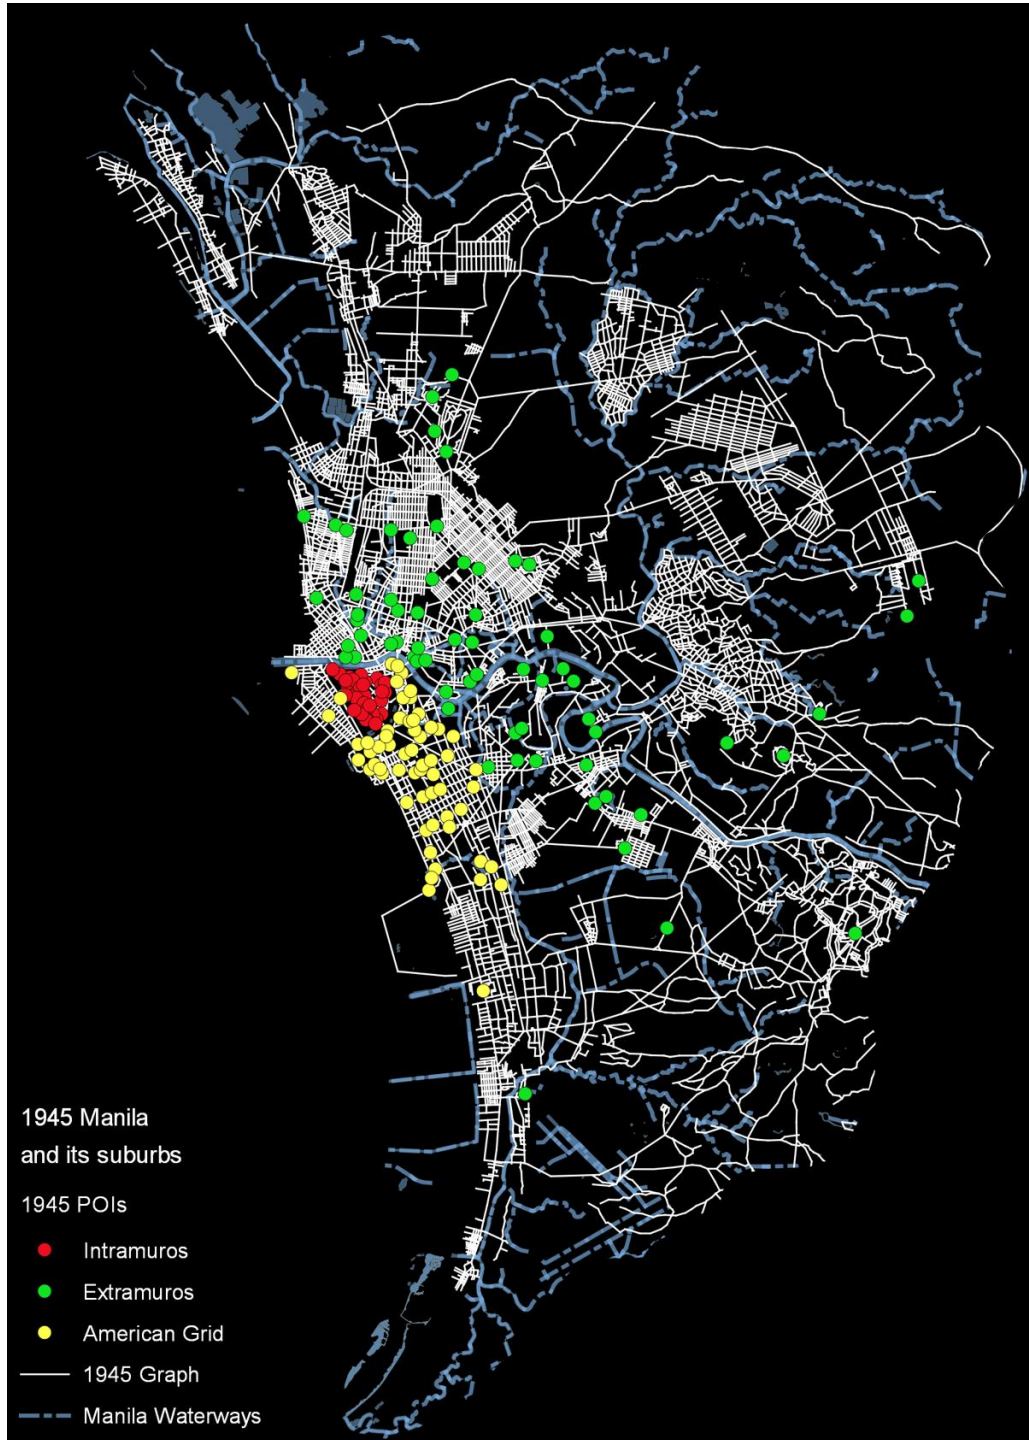 1945 Manila
and its suburbs
1945 POIs
Intramuros
Extramuros
American Grid
1945 Graph
Manila Waterways